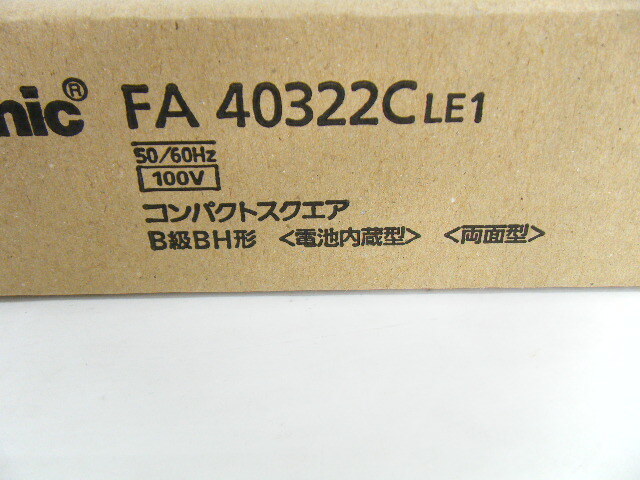 nic® FA 40322C LE1
50/60Hz
100V
コンパクトスクエア
B級BH形 〈電池内蔵型〉 〈両面型〉